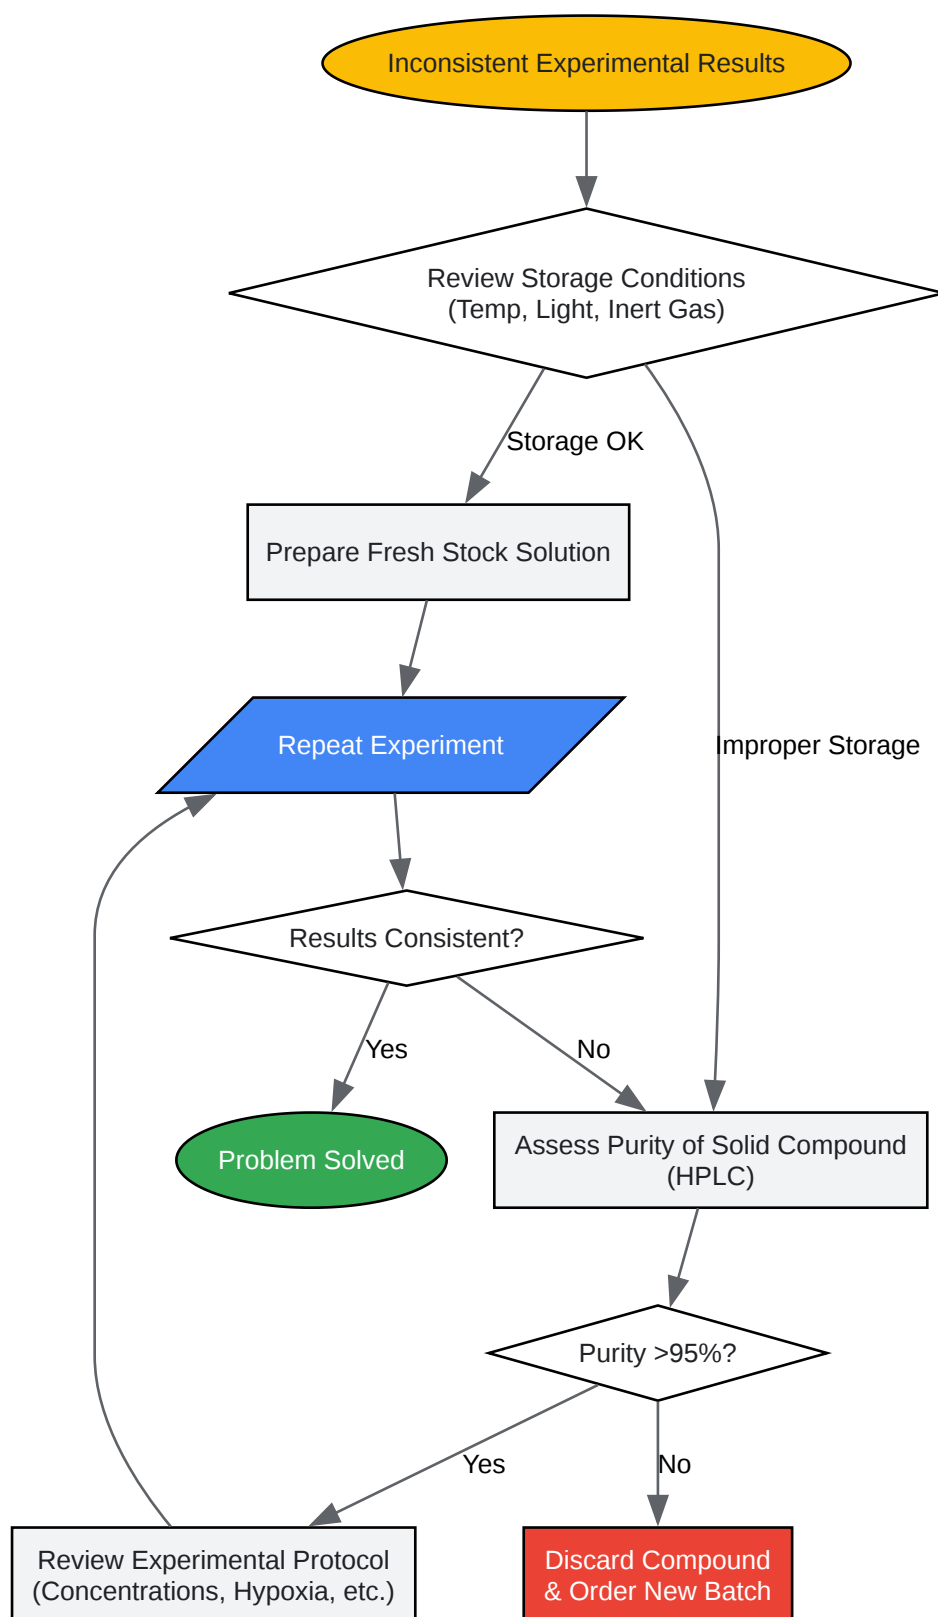 Inconsistent Experimental Results
Review Storage Conditions
(Temp, Light, Inert Gas)
Storage OK
Prepare Fresh Stock Solution
Repeat Experiment
Improper Storage
Results Consistent?
Yes
No
Problem Solved
Assess Purity of Solid Compound
(HPLC)
Purity >95%?
Yes
No
Review Experimental Protocol
(Concentrations, Hypoxia, etc.)
Discard Compound
& Order New Batch